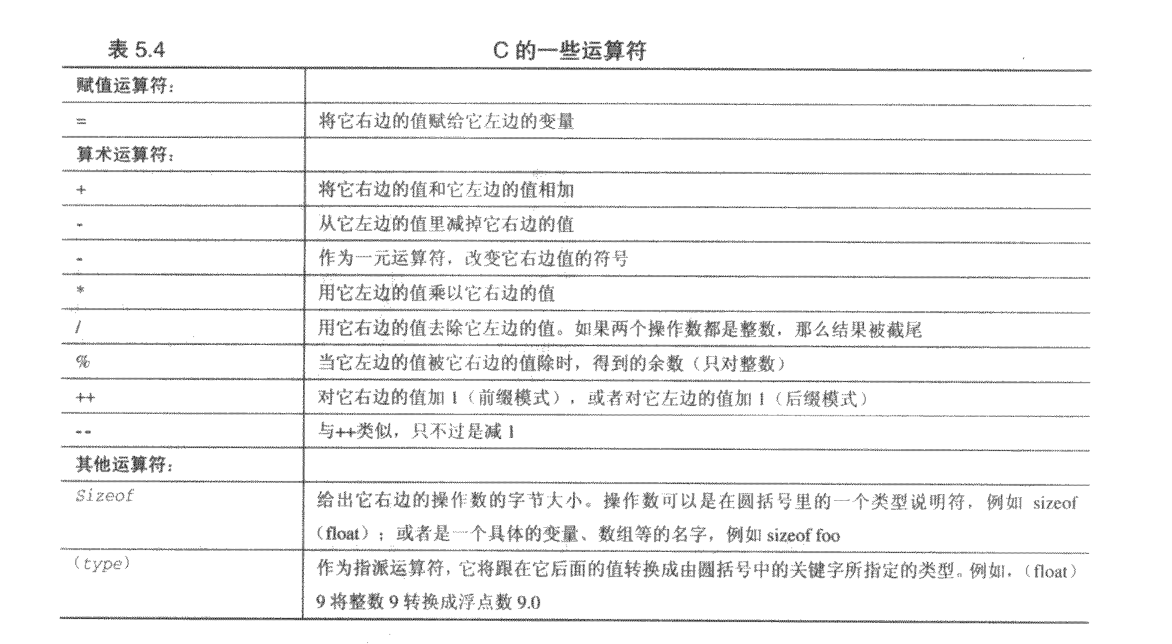 表 5.4 C 的一些运算符
赋值运算符：
= 将它右边的值赋给它左边的变量
算术运算符：
+ 将它右边的值和它左边的值相加
- 从它左边的值里减掉它右边的值
- 作为一元运算符，改变它右边值的符号
* 用它左边的值乘以它右边的值
/ 用它右边的值去除它左边的值。如果两个操作数都是整数，那么结果被截尾
% 当它左边的值被它右边的值除时，得到的余数（只对整数）
++ 对它右边的值加 1（前缀模式），或者对它左边的值加 1（后缀模式）
-- 与++类似，只不过是减 1
其他运算符：
Sizeof 给出它右边的操作数的字节大小。操作数可以是在圆括号里的一个类型说明符，例如 sizeof
（float）；或者是一个具体的变量、数组等的名字，例如 sizeof foo
(type) 作为指派运算符，它将跟在它后面的值转换成由圆括号中的关键字所指定的类型。例如，（float）
9 将整数 9 转换成浮点数 9.0